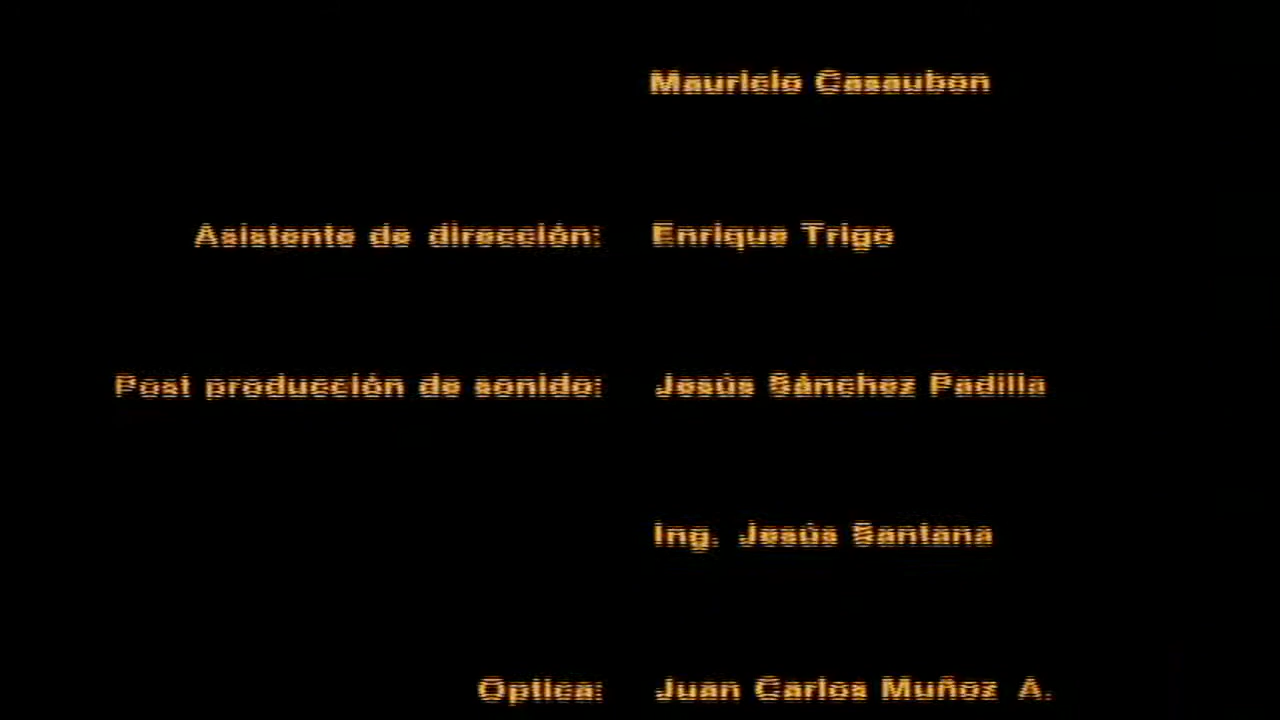 Mauricio Casaubon
Asistente de dirección: Enrique Trigo
Post producción de sonido: Jesús Sánchez Padilla
Ing. Jesús Santana
Optica: Juan Carlos Muñoz A.